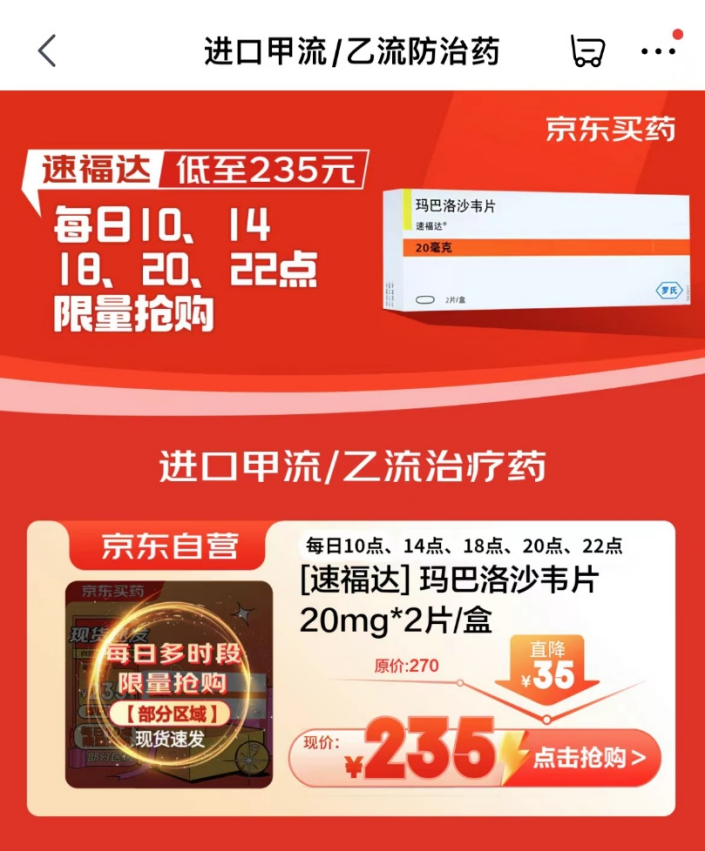 进口甲流/乙流防治药
京东买药
速福达 低至235元
每日10、14
18、20、22点
限量抢购
玛巴洛沙韦片
速福达®
20毫克
2片/盒
罗氏
进口甲流/乙流治疗药
京东自营
京东买药
每日多时段
限量抢购
【部分区域】
现货速发
每日10点、14点、18点、20点、22点
[速福达] 玛巴洛沙韦片
20mg*2片/盒
原价:270
直降
¥35
现价:
¥235
点击抢购>